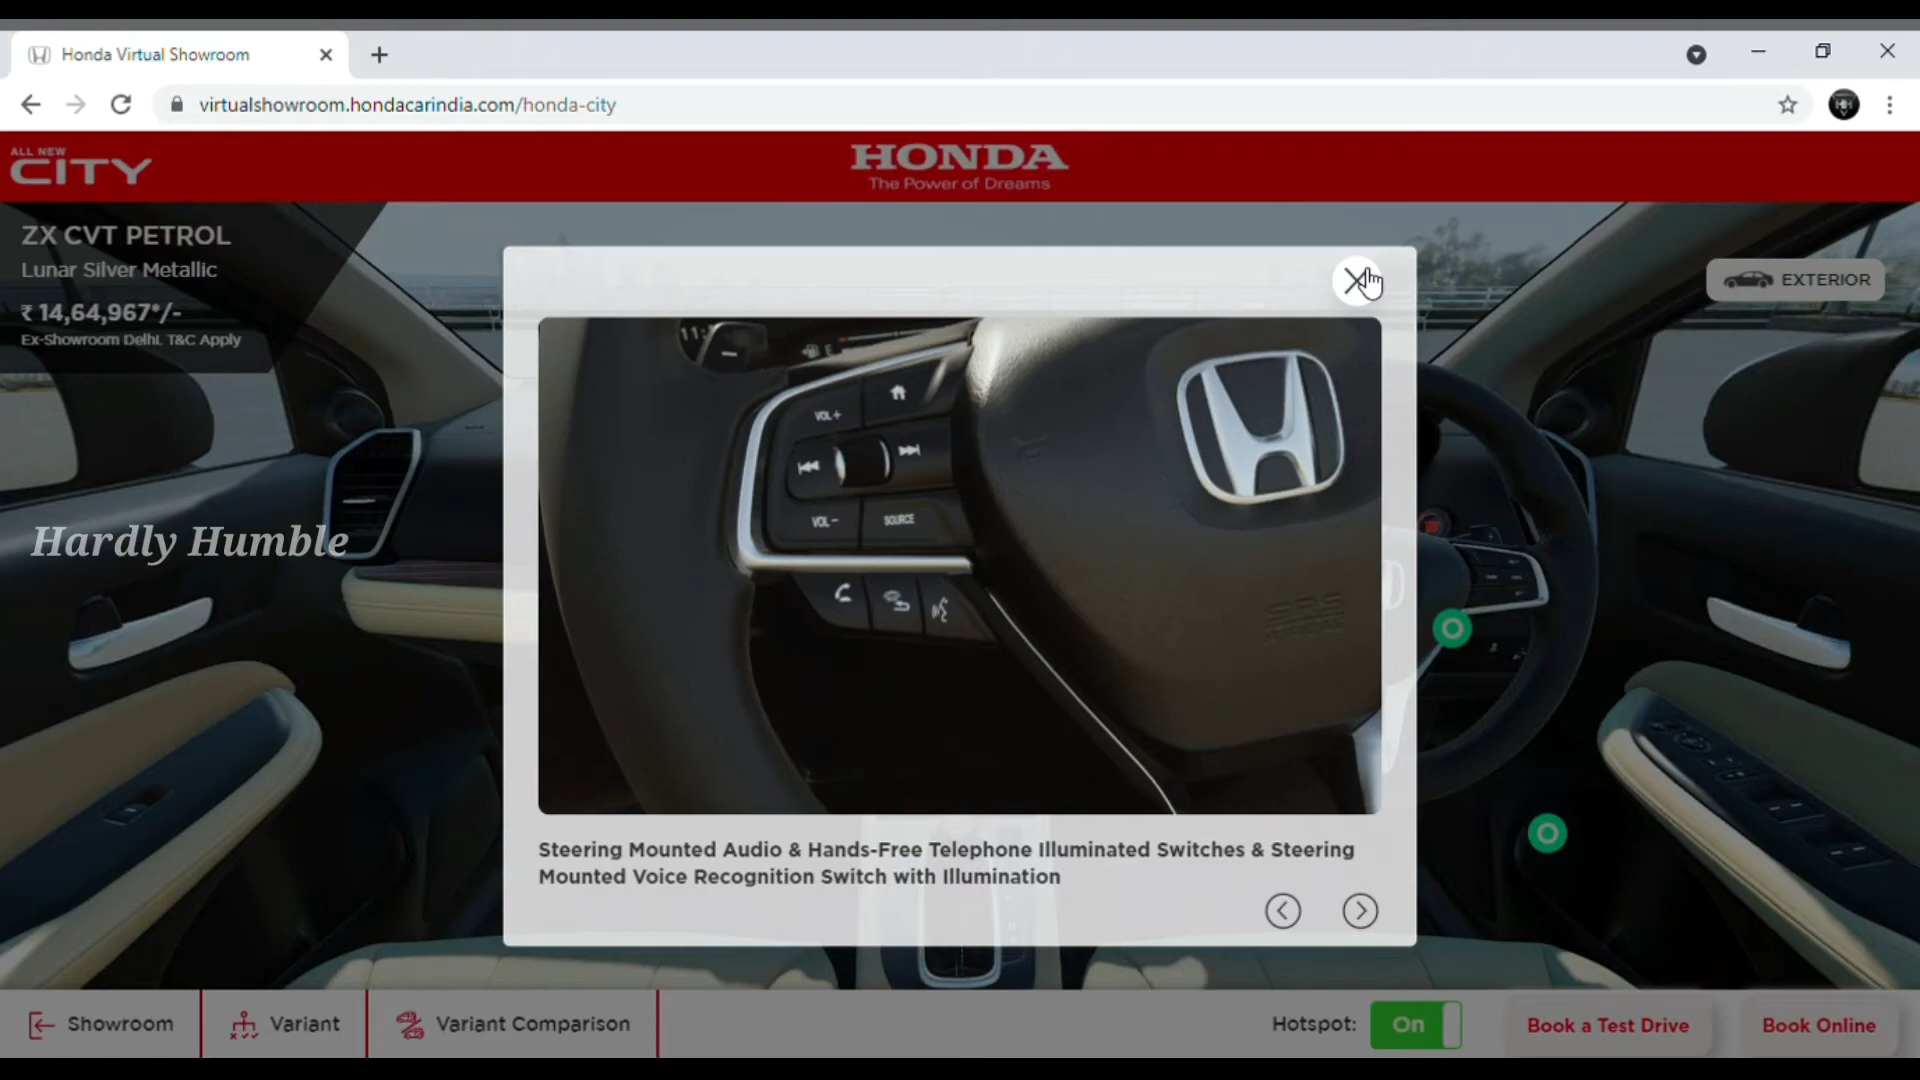 Honda Virtual Showroom
virtualshowroom.hondacarindia.com/honda-city
ALL NEW
CITY
HONDA
The Power of Dreams
ZX CVT PETROL
Lunar Silver Metallic
₹ 14,64,967*/-
Ex-Showroom Delhi. T&C Apply
EXTERIOR
VOL+
VOL-
SOURCE
Hardly Humble
SRS
Steering Mounted Audio & Hands-Free Telephone Illuminated Switches & Steering
Mounted Voice Recognition Switch with Illumination
Showroom
Variant
Variant Comparison
Hotspot:
On
Book a Test Drive
Book Online